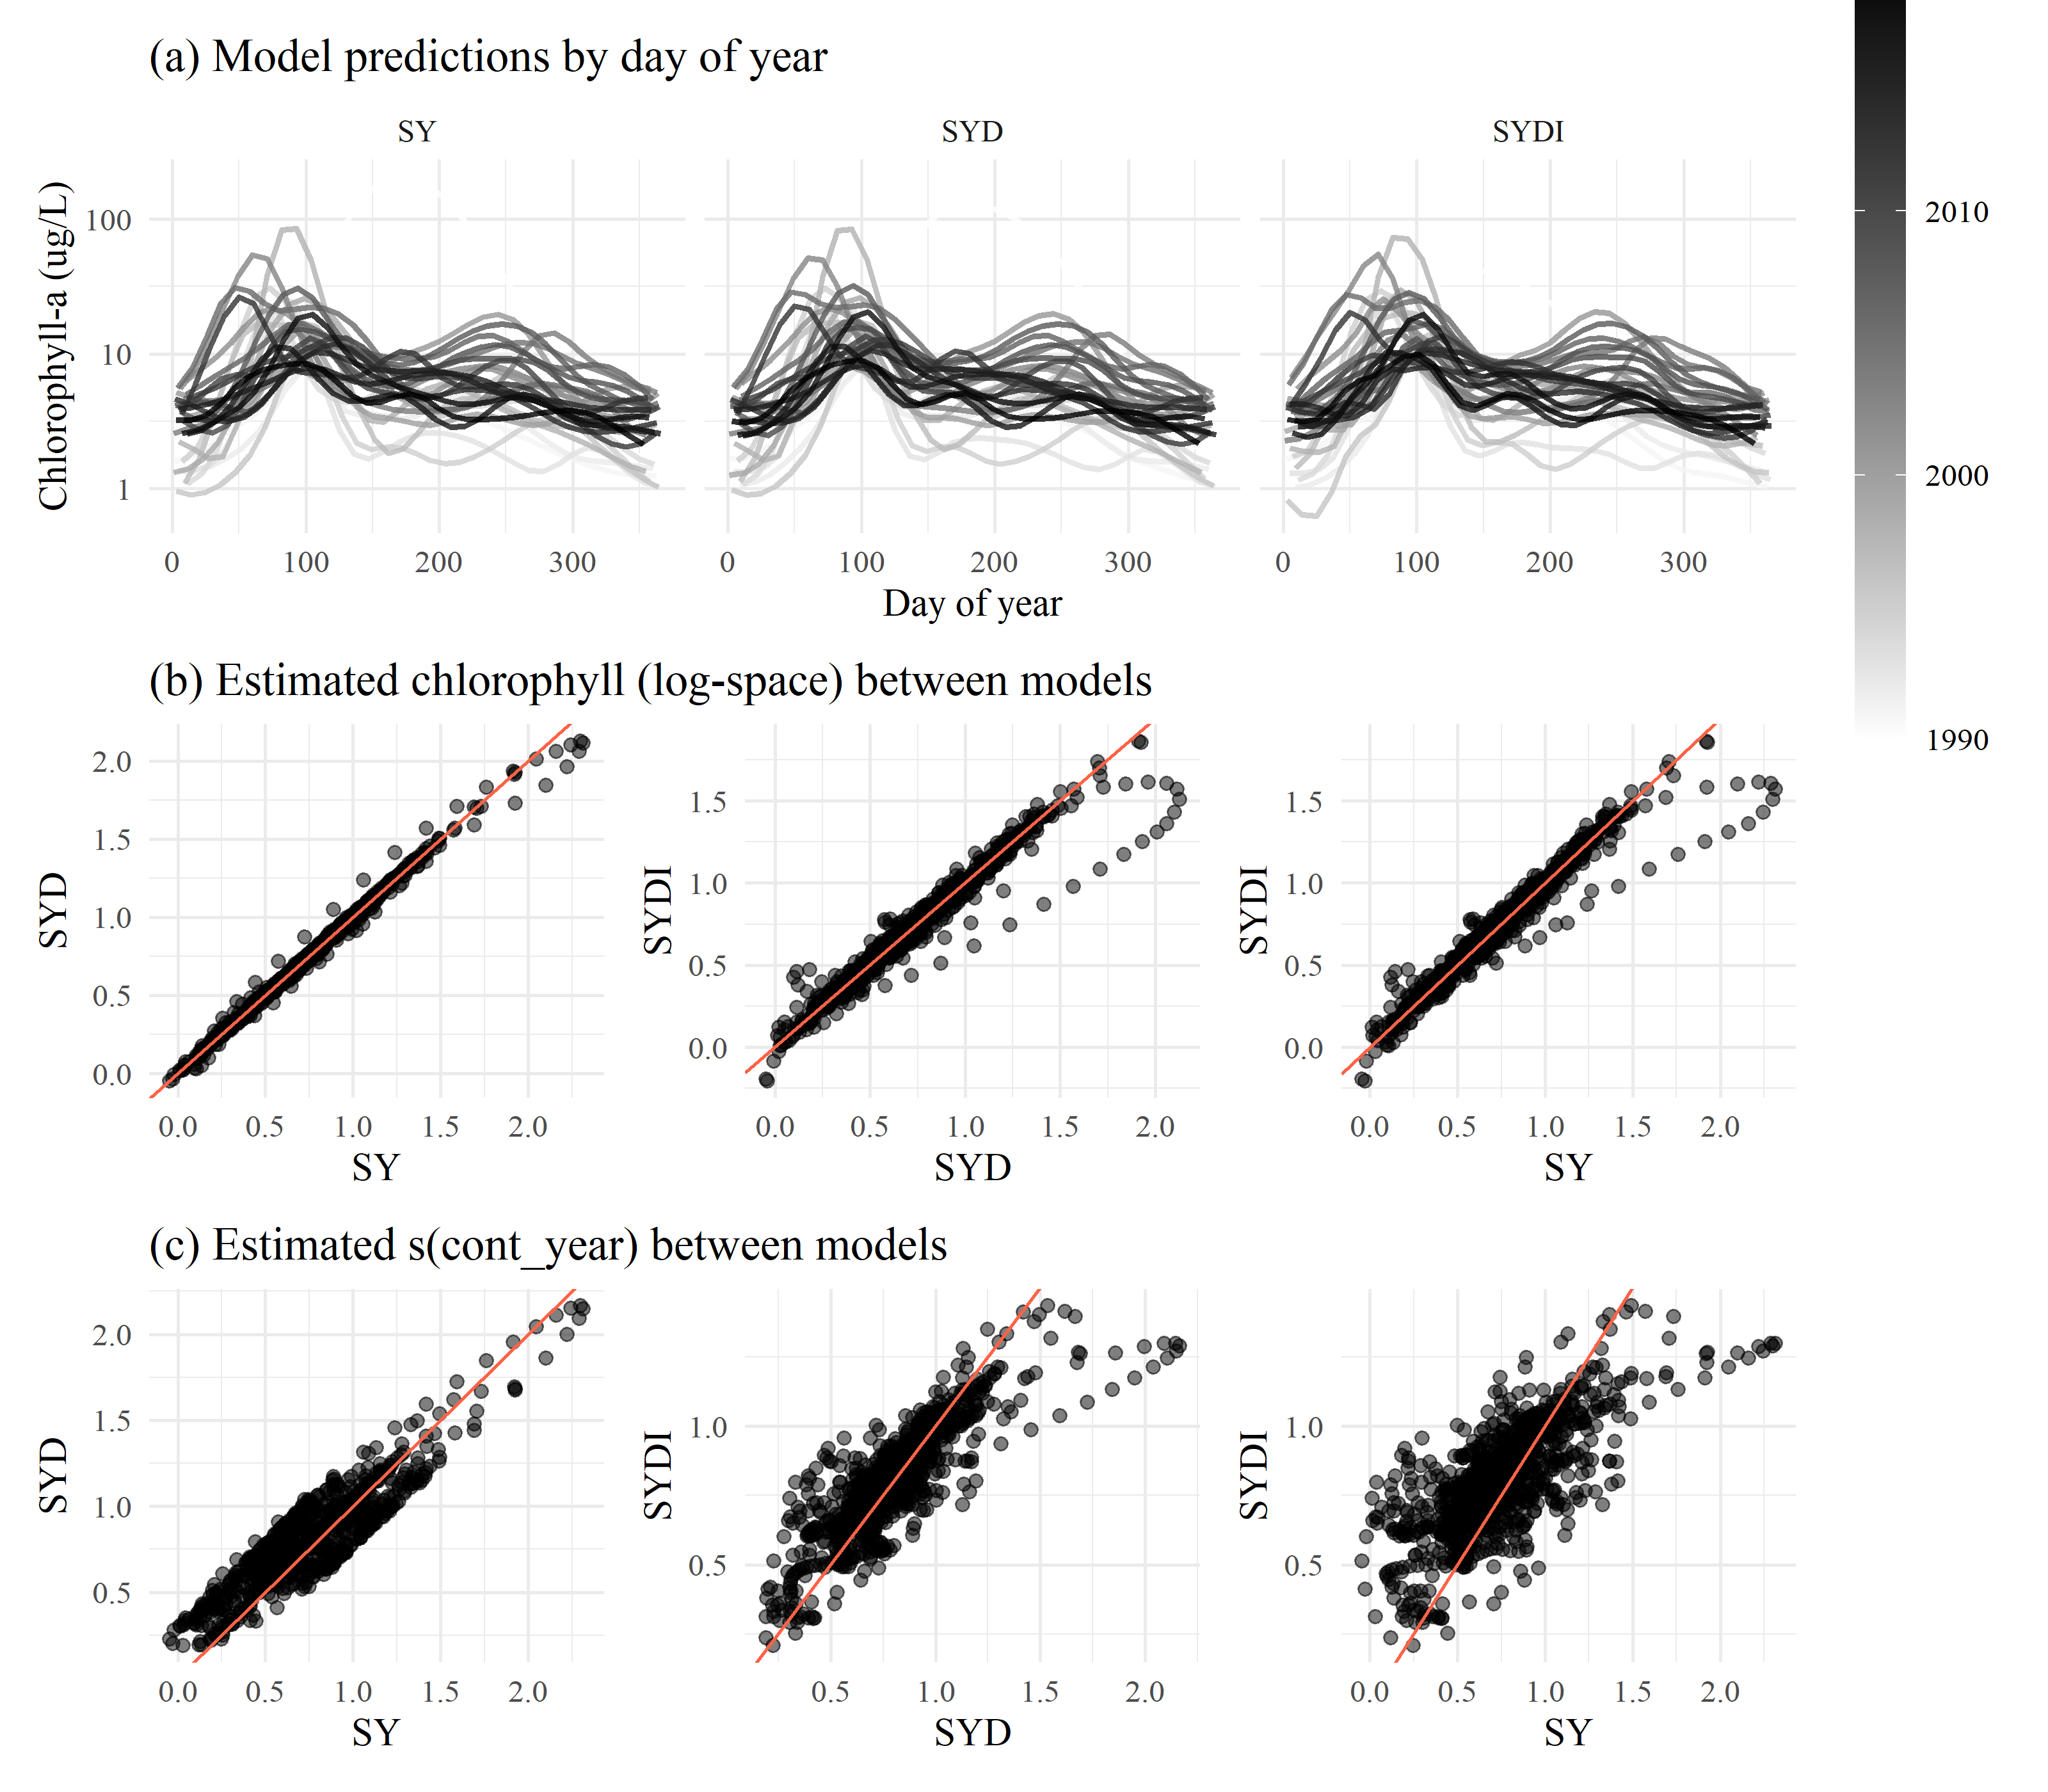 (a) Model predictions by day of year
SY
SYD
SYDI
Chlorophyll-a (ug/L)
100
10
1
0 100 200 300
0 100 200 300
0 100 200 300
Day of year
2010
2000
1990
(b) Estimated chlorophyll (log-space) between models
SYD
2.0
1.5
1.0
0.5
0.0
0.0 0.5 1.0 1.5 2.0
SY
SYDI
1.5
1.0
0.5
0.0
0.0 0.5 1.0 1.5 2.0
SYD
SYDI
1.5
1.0
0.5
0.0
0.0 0.5 1.0 1.5 2.0
SY
(c) Estimated s(cont_year) between models
SYD
2.0
1.5
1.0
0.5
0.0 0.5 1.0 1.5 2.0
SY
SYDI
1.0
0.5
0.5 1.0 1.5 2.0
SYD
SYDI
1.0
0.5
0.0 0.5 1.0 1.5 2.0
SY